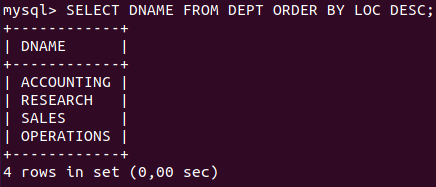 mysql> SELECT DNAME FROM DEPT ORDER BY LOC DESC;
+------------+
| DNAME      |
+------------+
| ACCOUNTING |
| RESEARCH   |
| SALES      |
| OPERATIONS |
+------------+
4 rows in set (0,00 sec)